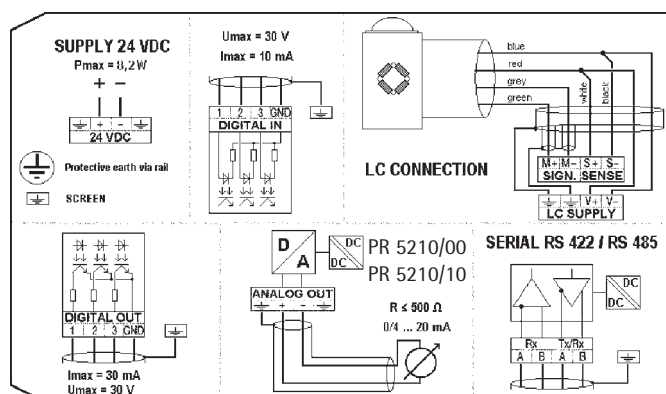 SUPPLY 24 VDC
Pmax = 8,2W
+ −
+ -
24 VDC
Protective earth via rail
SCREEN
Umax = 30 V
Imax = 10 mA
1 2 3 GND
DIGITAL IN
blue
red
grey
green
white
black
LC CONNECTION
M+ M- S+ S-
SIGN. SENSE
V+ V-
LC SUPPLY
DIGITAL OUT
1 2 3 GND
Imax = 30 mA
Umax = 30 V
D
A
DC
DC
PR 5210/00
PR 5210/10
ANALOG OUT
+ -
R ≤ 500 Ω
0/4 ... 20 mA
SERIAL RS 422 / RS 485
DC
DC
Rx Tx/Rx
A B A B